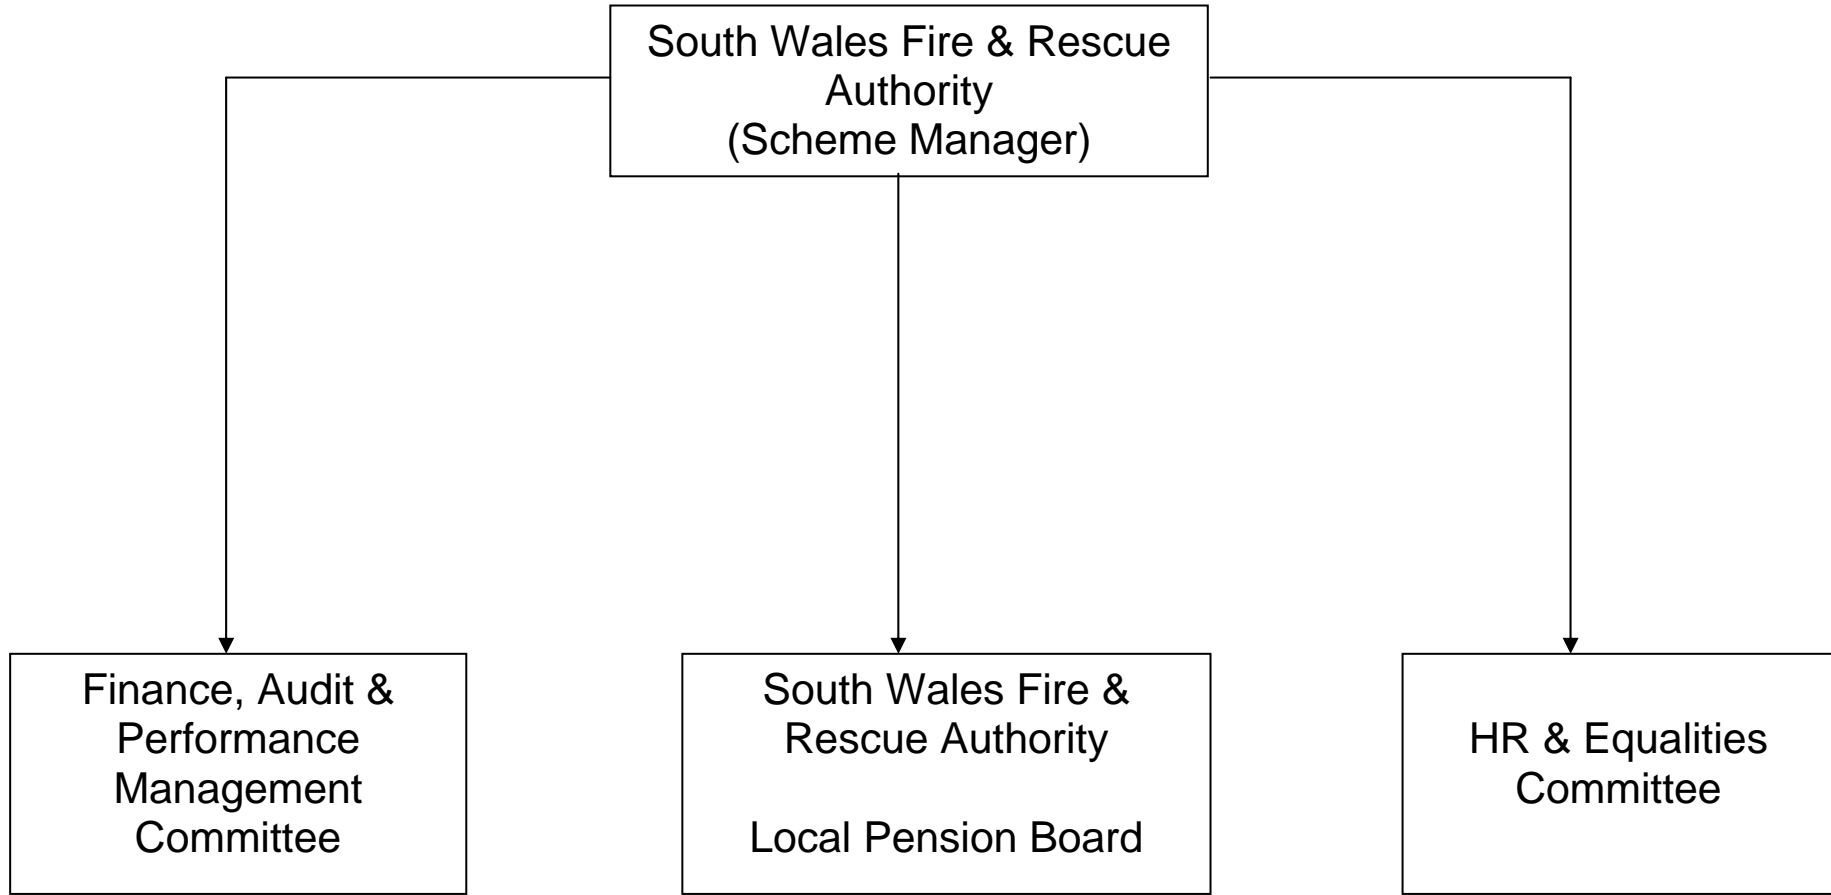 South Wales Fire & Rescue
Authority
(Scheme Manager)
Finance, Audit &
Performance
Management
Committee
South Wales Fire &
Rescue Authority
Local Pension Board
HR & Equalities
Committee